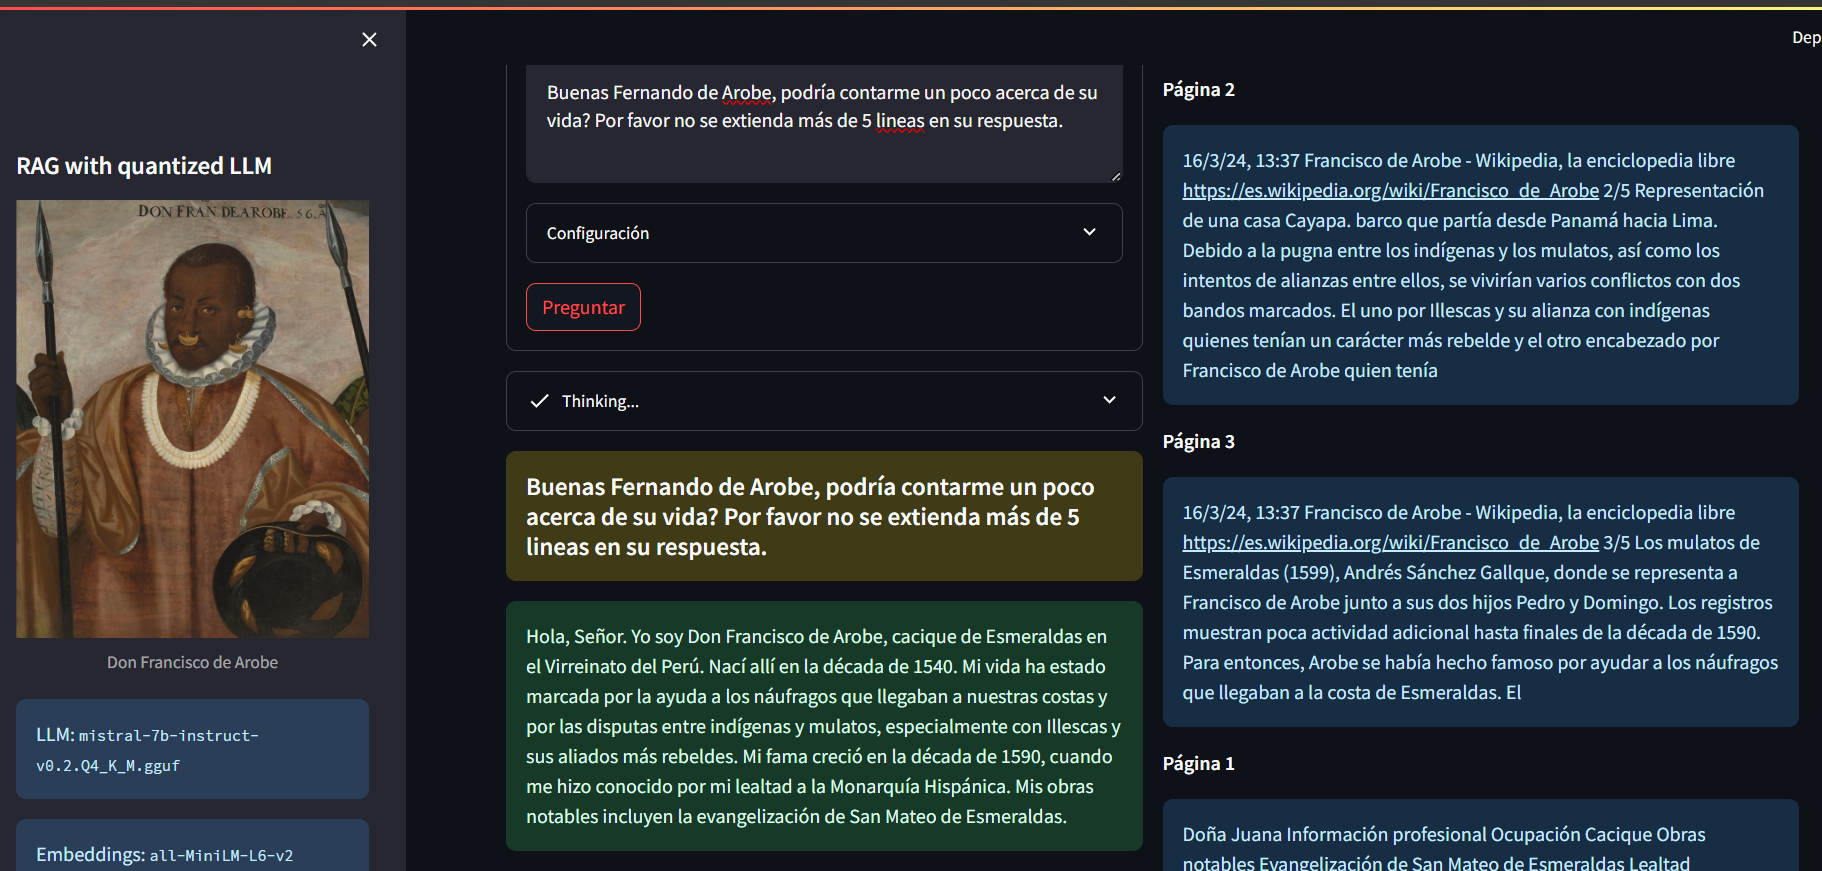 RAG with quantized LLM
DON FRAN. DE AROBE. 56. A
Don Francisco de Arobe
LLM: mistral-7b-instruct-
v0.2.Q4_K_M.gguf
Embeddings: all-MiniLM-L6-v2
Buenas Fernando de Arobe, podría contarme un poco acerca de su
vida? Por favor no se extienda más de 5 lineas en su respuesta.
Configuración
Preguntar
Thinking...
Buenas Fernando de Arobe, podría contarme un poco
acerca de su vida? Por favor no se extienda más de 5
lineas en su respuesta.
Hola, Señor. Yo soy Don Francisco de Arobe, cacique de Esmeraldas en
el Virreinato del Perú. Nací allí en la década de 1540. Mi vida ha estado
marcada por la ayuda a los náufragos que llegaban a nuestras costas y
por las disputas entre indígenas y mulatos, especialmente con Illescas y
sus aliados más rebeldes. Mi fama creció en la década de 1590, cuando
me hizo conocido por mi lealtad a la Monarquía Hispánica. Mis obras
notables incluyen la evangelización de San Mateo de Esmeraldas.
Dep
Página 2
16/3/24, 13:37 Francisco de Arobe - Wikipedia, la enciclopedia libre
https://es.wikipedia.org/wiki/Francisco_de_Arobe 2/5 Representación
de una casa Cayapa. barco que partía desde Panamá hacia Lima.
Debido a la pugna entre los indígenas y los mulatos, así como los
intentos de alianzas entre ellos, se vivirían varios conflictos con dos
bandos marcados. El uno por Illescas y su alianza con indígenas
quienes tenían un carácter más rebelde y el otro encabezado por
Francisco de Arobe quien tenía
Página 3
16/3/24, 13:37 Francisco de Arobe - Wikipedia, la enciclopedia libre
https://es.wikipedia.org/wiki/Francisco_de_Arobe 3/5 Los mulatos de
Esmeraldas (1599), Andrés Sánchez Gallque, donde se representa a
Francisco de Arobe junto a sus dos hijos Pedro y Domingo. Los registros
muestran poca actividad adicional hasta finales de la década de 1590.
Para entonces, Arobe se había hecho famoso por ayudar a los náufragos
que llegaban a la costa de Esmeraldas. El
Página 1
Doña Juana Información profesional Ocupación Cacique Obras
notables Evangelización de San Mateo de Esmeraldas Lealtad